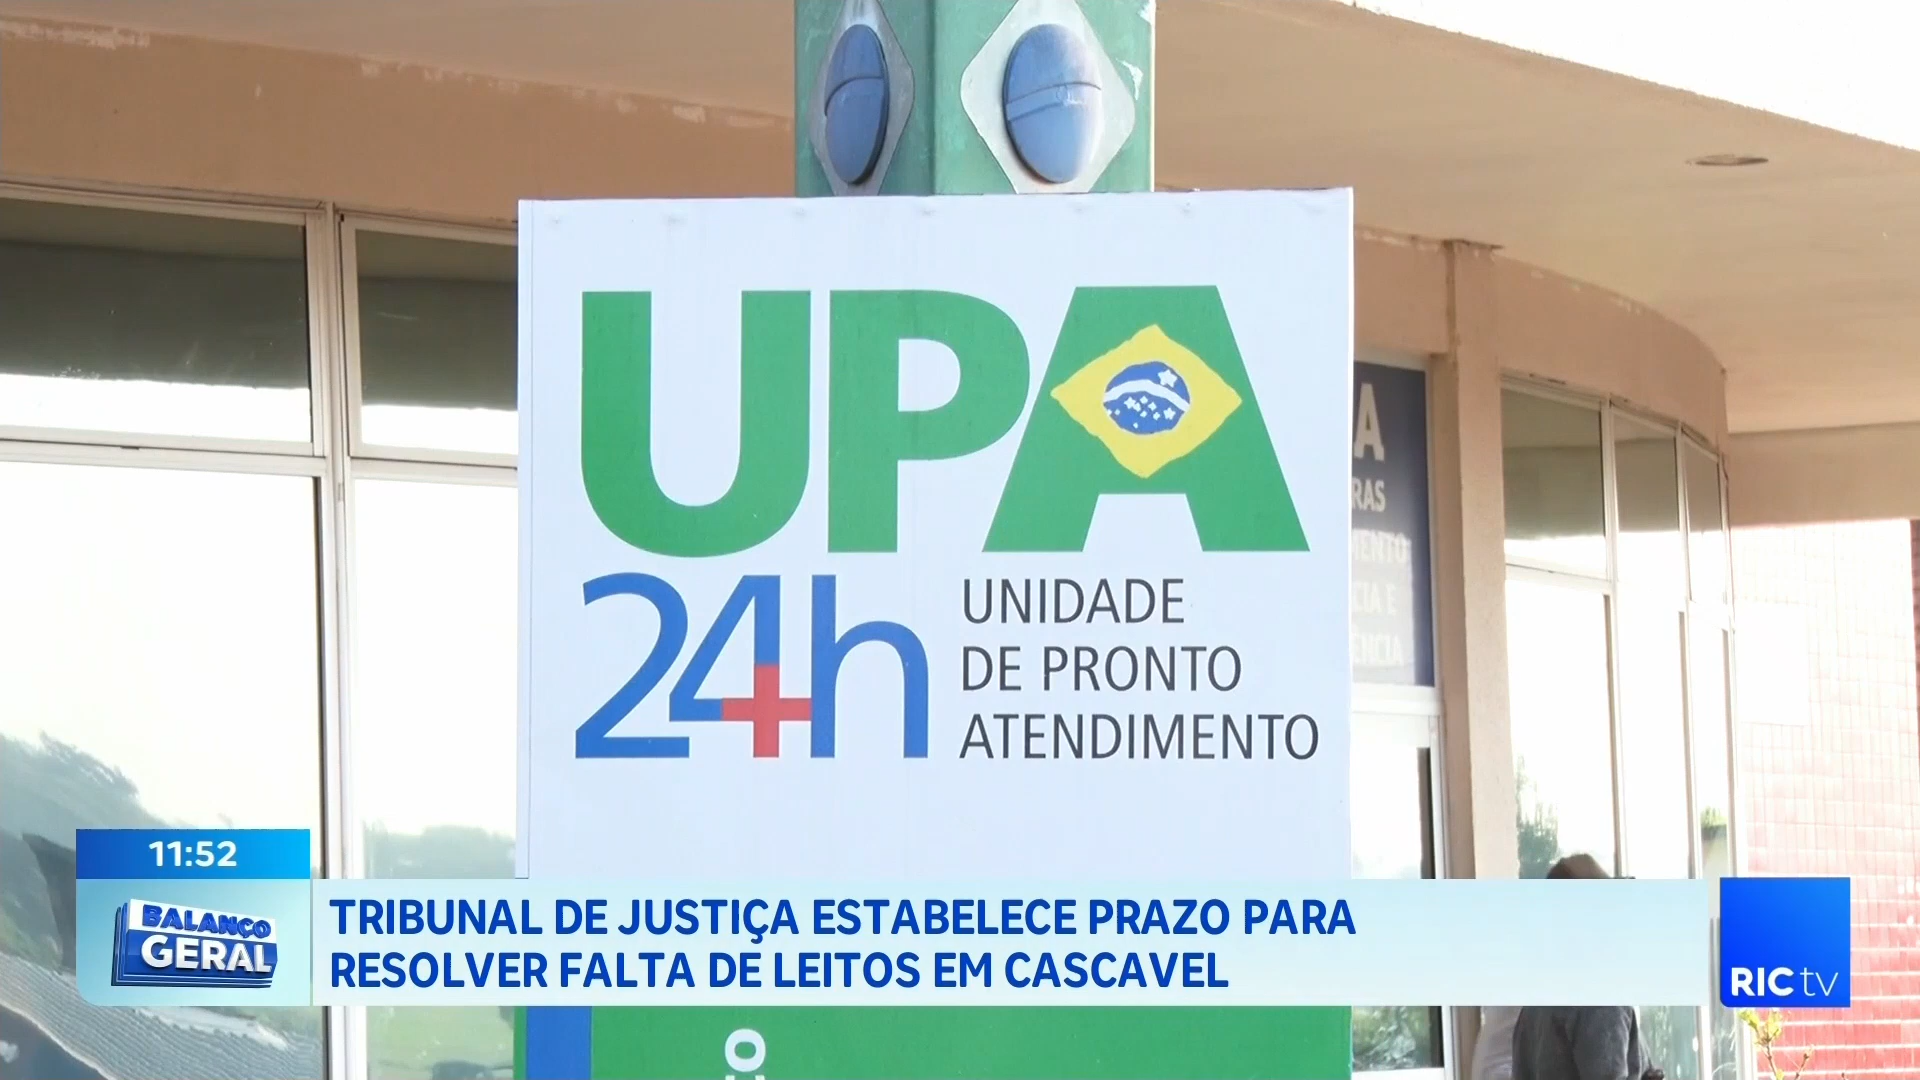 UPA
24h
UNIDADE
DE PRONTO
ATENDIMENTO
A
RAS
11:52
BALANÇO
GERAL
TRIBUNAL DE JUSTIÇA ESTABELECE PRAZO PARA
RESOLVER FALTA DE LEITOS EM CASCAVEL
RIC tv